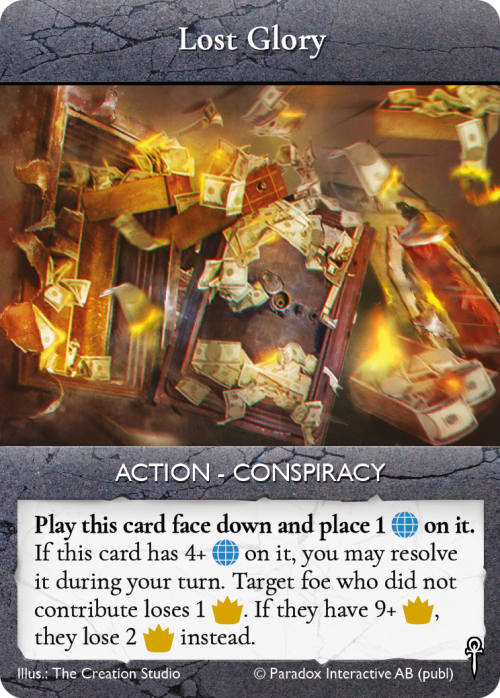 Lost Glory
ACTION - CONSPIRACY
Play this card face down and place 1 on it.
If this card has 4+ on it, you may resolve
it during your turn. Target foe who did not
contribute loses 1 . If they have 9+ ,
they lose 2 instead.
Illus.: The Creation Studio © Paradox Interactive AB (publ)